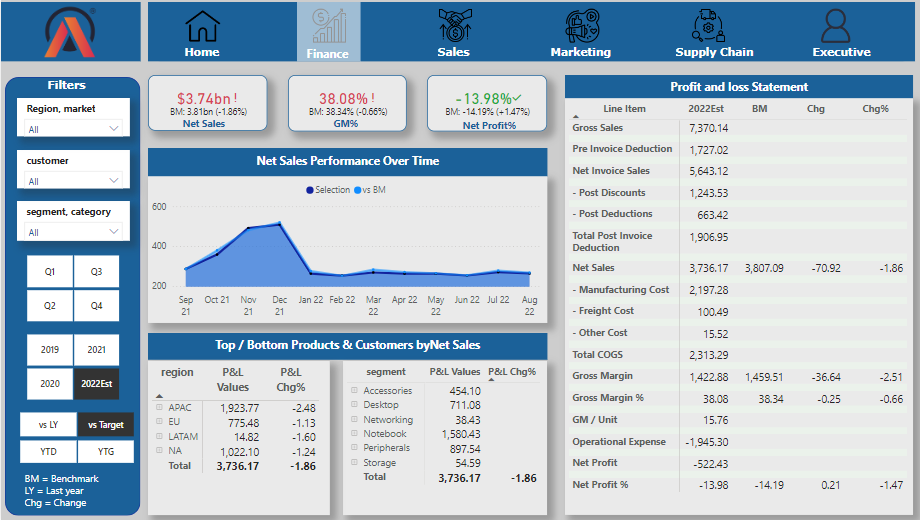 Home
Finance
Sales
Marketing
Supply Chain
Executive
Filters
Region, market
All
customer
All
segment, category
All
Q1 Q3
Q2 Q4
2019 2021
2020 2022Est
vs LY vs Target
YTD YTG
BM = Benchmark
LY = Last year
Chg = Change
$3.74bn !
BM: 3.81bn (-1.86%)
Net Sales
38.08% !
BM: 38.34% (-0.66%)
GM%
-13.98%✓
BM: -14.19% (+1.47%)
Net Profit%
Net Sales Performance Over Time
Selection vs BM
600
400
200
Sep 21 Oct 21 Nov 21 Dec 21 Jan 22 Feb 22 Mar 22 Apr 22 May 22 Jun 22 Jul 22 Aug 22
Top / Bottom Products & Customers byNet Sales
region P&L Values P&L Chg%
APAC 1,923.77 -2.48
EU 775.48 -1.13
LATAM 14.82 -1.60
NA 1,022.10 -1.24
Total 3,736.17 -1.86
segment P&L Values P&L Chg%
Accessories 454.10
Desktop 711.08
Networking 38.43
Notebook 1,580.43
Peripherals 897.54
Storage 54.59
Total 3,736.17 -1.86
Profit and loss Statement
Line Item 2022Est BM Chg Chg%
Gross Sales 7,370.14
Pre Invoice Deduction 1,727.02
Net Invoice Sales 5,643.12
- Post Discounts 1,243.53
- Post Deductions 663.42
Total Post Invoice Deduction 1,906.95
Net Sales 3,736.17 3,807.09 -70.92 -1.86
- Manufacturing Cost 2,197.28
- Freight Cost 100.49
- Other Cost 15.52
Total COGS 2,313.29
Gross Margin 1,422.88 1,459.51 -36.64 -2.51
Gross Margin % 38.08 38.34 -0.25 -0.66
GM / Unit 15.76
Operational Expense -1,945.30
Net Profit -522.43
Net Profit % -13.98 -14.19 0.21 -1.47